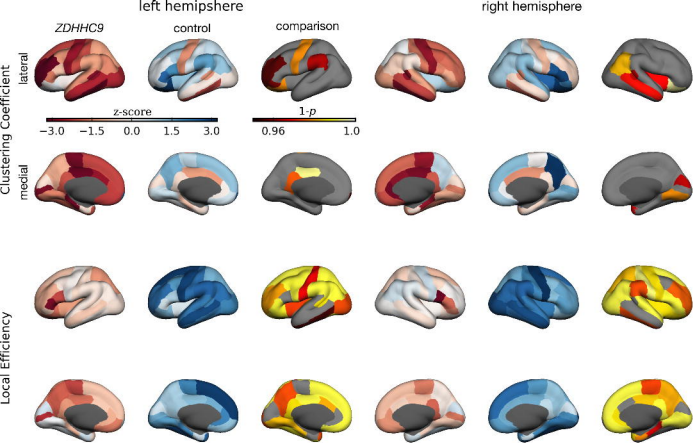 left hemipshere
right hemisphere
ZDHHC9
control
comparison
Clustering Coefficient
lateral
z-score
−3.0 −1.5 0.0 1.5 3.0
1-p
0.96 1.0
medial
Local Efficiency